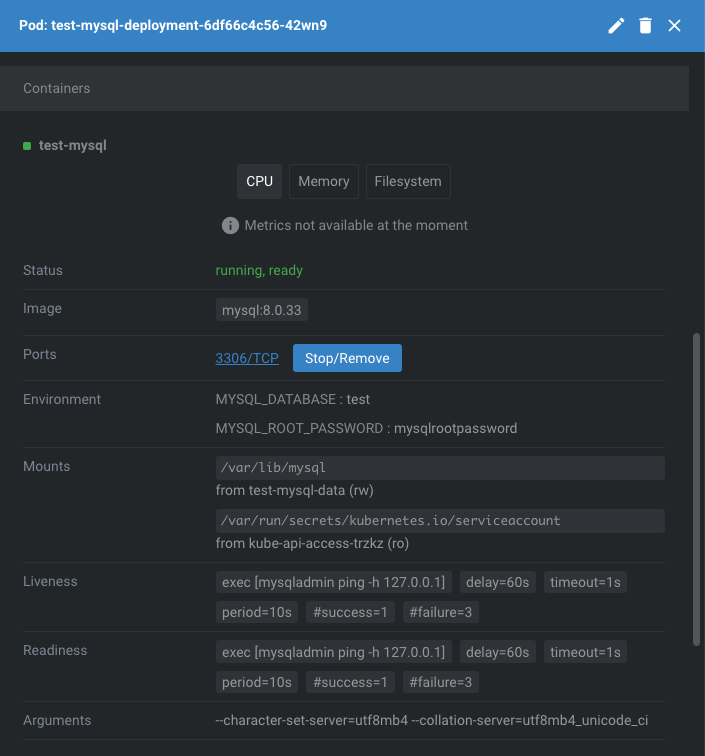 Pod: test-mysql-deployment-6df66c4c56-42wn9
Containers
test-mysql
CPU Memory Filesystem
Metrics not available at the moment
Status running, ready
Image mysql:8.0.33
Ports 3306/TCP Stop/Remove
Environment MYSQL_DATABASE : test
MYSQL_ROOT_PASSWORD : mysqlrootpassword
Mounts /var/lib/mysql
from test-mysql-data (rw)
/var/run/secrets/kubernetes.io/serviceaccount
from kube-api-access-trzkz (ro)
Liveness exec [mysqladmin ping -h 127.0.0.1] delay=60s timeout=1s
period=10s #success=1 #failure=3
Readiness exec [mysqladmin ping -h 127.0.0.1] delay=60s timeout=1s
period=10s #success=1 #failure=3
Arguments --character-set-server=utf8mb4 --collation-server=utf8mb4_unicode_ci